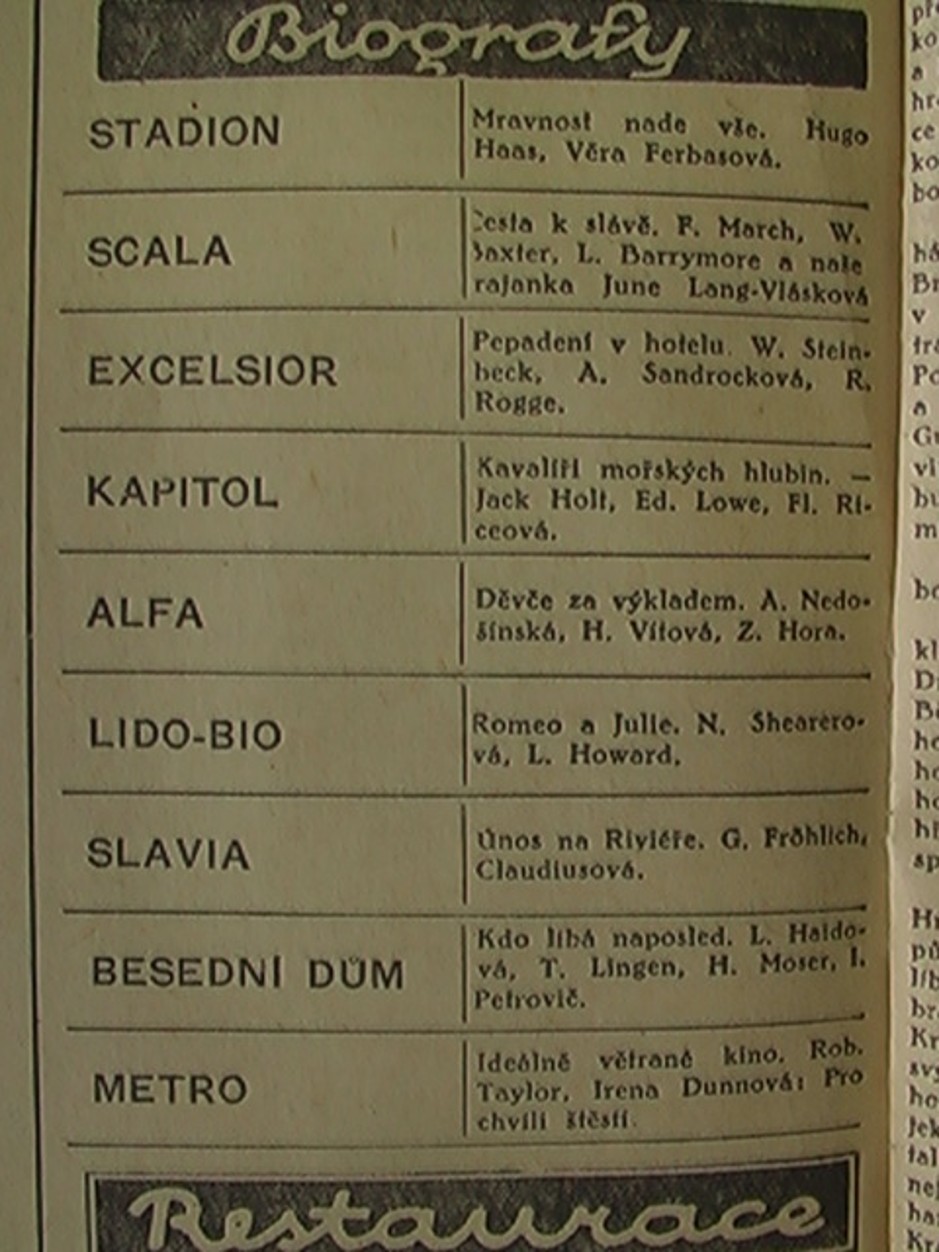 Biografy
STADION
Mravnost nade vše. Hugo
Haas, Věra Ferbasová.
SCALA
Cesta k slávě. F. March, W.
Baxter, L. Barrymore a naše
rajanka June Lang-Vlásková
EXCELSIOR
Pepadení v hotelu. W. Stein-
beck, A. Sandrocková, R.
Rogge.
KAPITOL
Kavalíři mořských hlubin. —
Jack Holt, Ed. Lowe, Fl. Ri-
ceová.
ALFA
Děvče za výkladem. A. Nedo-
šínská, H. Vítová, Z. Hora.
LIDO-BIO
Romeo a Julie. N. Shearero-
vá, L. Howard.
SLAVIA
Únos na Riviéře. G. Fröhlich,
Claudiusová.
BESEDNÍ DŮM
Kdo líbá naposled. L. Haido-
vá, T. Lingen, H. Moser, I.
Petrovič.
METRO
Ideálně větrané kino. Rob.
Taylor, Irena Dunnová: Pro
chvíli štěstí.
Restaurace